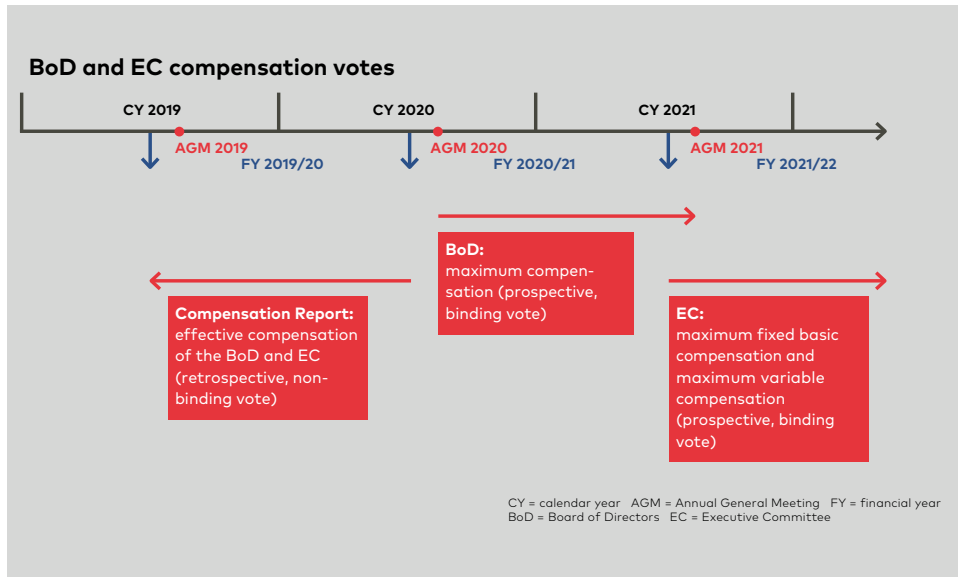 BoD and EC compensation votes
CY 2019
CY 2020
CY 2021
AGM 2019
AGM 2020
AGM 2021
FY 2019/20
FY 2020/21
FY 2021/22
BoD:
maximum compen-
sation (prospective,
binding vote)
Compensation Report:
effective compensation
of the BoD and EC
(retrospective, non-
binding vote)
EC:
maximum fixed basic
compensation and
maximum variable
compensation
(prospective, binding
vote)
CY = calendar year AGM = Annual General Meeting FY = financial year
BoD = Board of Directors EC = Executive Committee